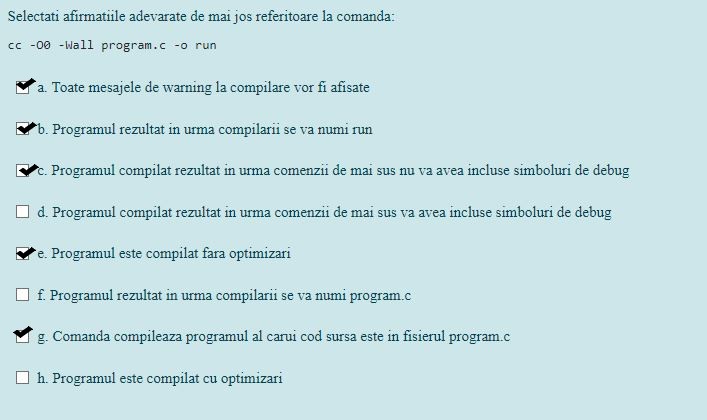 Selectati afirmatiile adevarate de mai jos referitoare la comanda:
cc -O0 -Wall program.c -o run
a. Toate mesajele de warning la compilare vor fi afisate
b. Programul rezultat in urma compilarii se va numi run
c. Programul compilat rezultat in urma comenzii de mai sus nu va avea incluse simboluri de debug
d. Programul compilat rezultat in urma comenzii de mai sus va avea incluse simboluri de debug
e. Programul este compilat fara optimizari
f. Programul rezultat in urma compilarii se va numi program.c
g. Comanda compileaza programul al carui cod sursa este in fisierul program.c
h. Programul este compilat cu optimizari